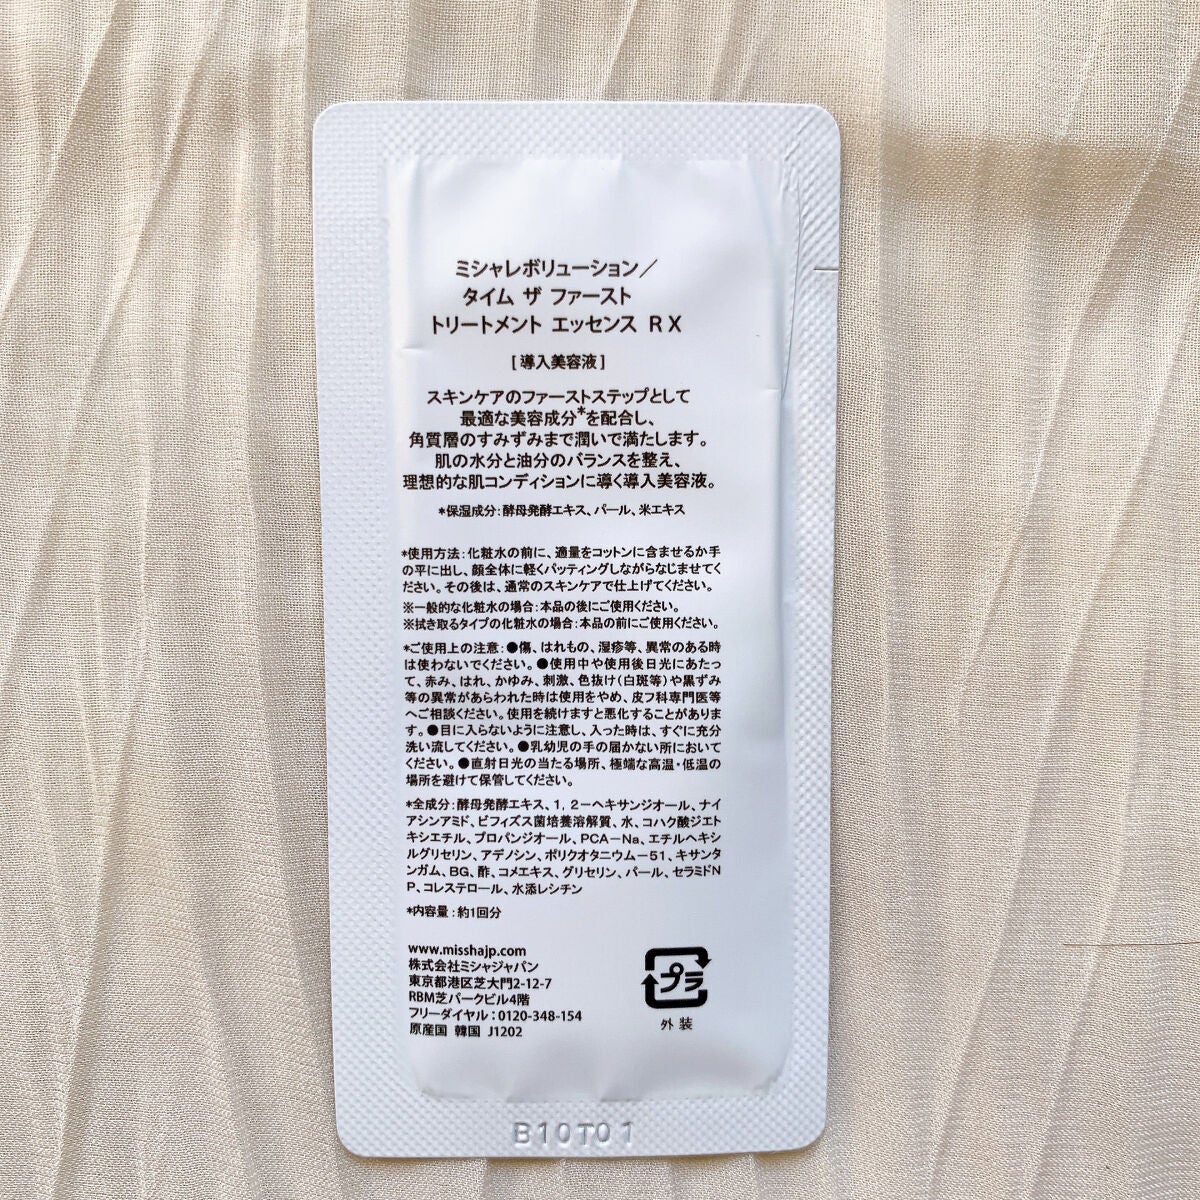 ミシャレボリューション／
タイム ザ ファースト
トリートメント エッセンス RX
[導入美容液]
スキンケアのファーストステップとして
最適な美容成分*を配合し、
角質層のすみずみまで潤いで満たします。
肌の水分と油分のバランスを整え、
理想的な肌コンディションに導く導入美容液。
*保湿成分：酵母発酵エキス、パール、米エキス
*使用方法：化粧水の前に、適量をコットンに含ませるか手
の平に出し、顔全体に軽くパッティングしながらなじませてく
ださい。その後は、通常のスキンケアで仕上げてください。
※一般的な化粧水の場合：本品の後にご使用ください。
※拭き取るタイプの化粧水の場合：本品の前にご使用ください。
*ご使用上の注意：●傷、はれもの、湿疹等、異常のある時
は使わないでください。●使用中や使用後日光にあたっ
て、赤み、はれ、かゆみ、刺激、色抜け（白斑等）や黒ずみ
等の異常があらわれた時は使用をやめ、皮フ科専門医等
へご相談ください。使用を続けますと悪化することがありま
す。●目に入らないように注意し、入った時は、すぐに充分
洗い流してください。●乳幼児の手の届かない所において
ください。●直射日光の当たる場所、極端な高温・低温の
場所を避けて保管してください。
*全成分：酵母発酵エキス、1，2－ヘキサンジオール、ナイ
アシンアミド、ビフィズス菌培養溶解質、水、コハク酸ジエト
キシエチル、プロパンジオール、PCA－Na、エチルヘキシ
ルグリセリン、アデノシン、ポリクオタニウム－51、キサンタ
ンガム、BG、酢、コメエキス、グリセリン、パール、セラミドN
P、コレステロール、水添レシチン
*内容量：約1回分
www.misshajp.com
株式会社ミシャジャパン
東京都港区芝大門2-12-7
RBM芝パークビル4階
フリーダイヤル：0120-348-154
原産国 韓国 J1202
プラ
外装
B10T01